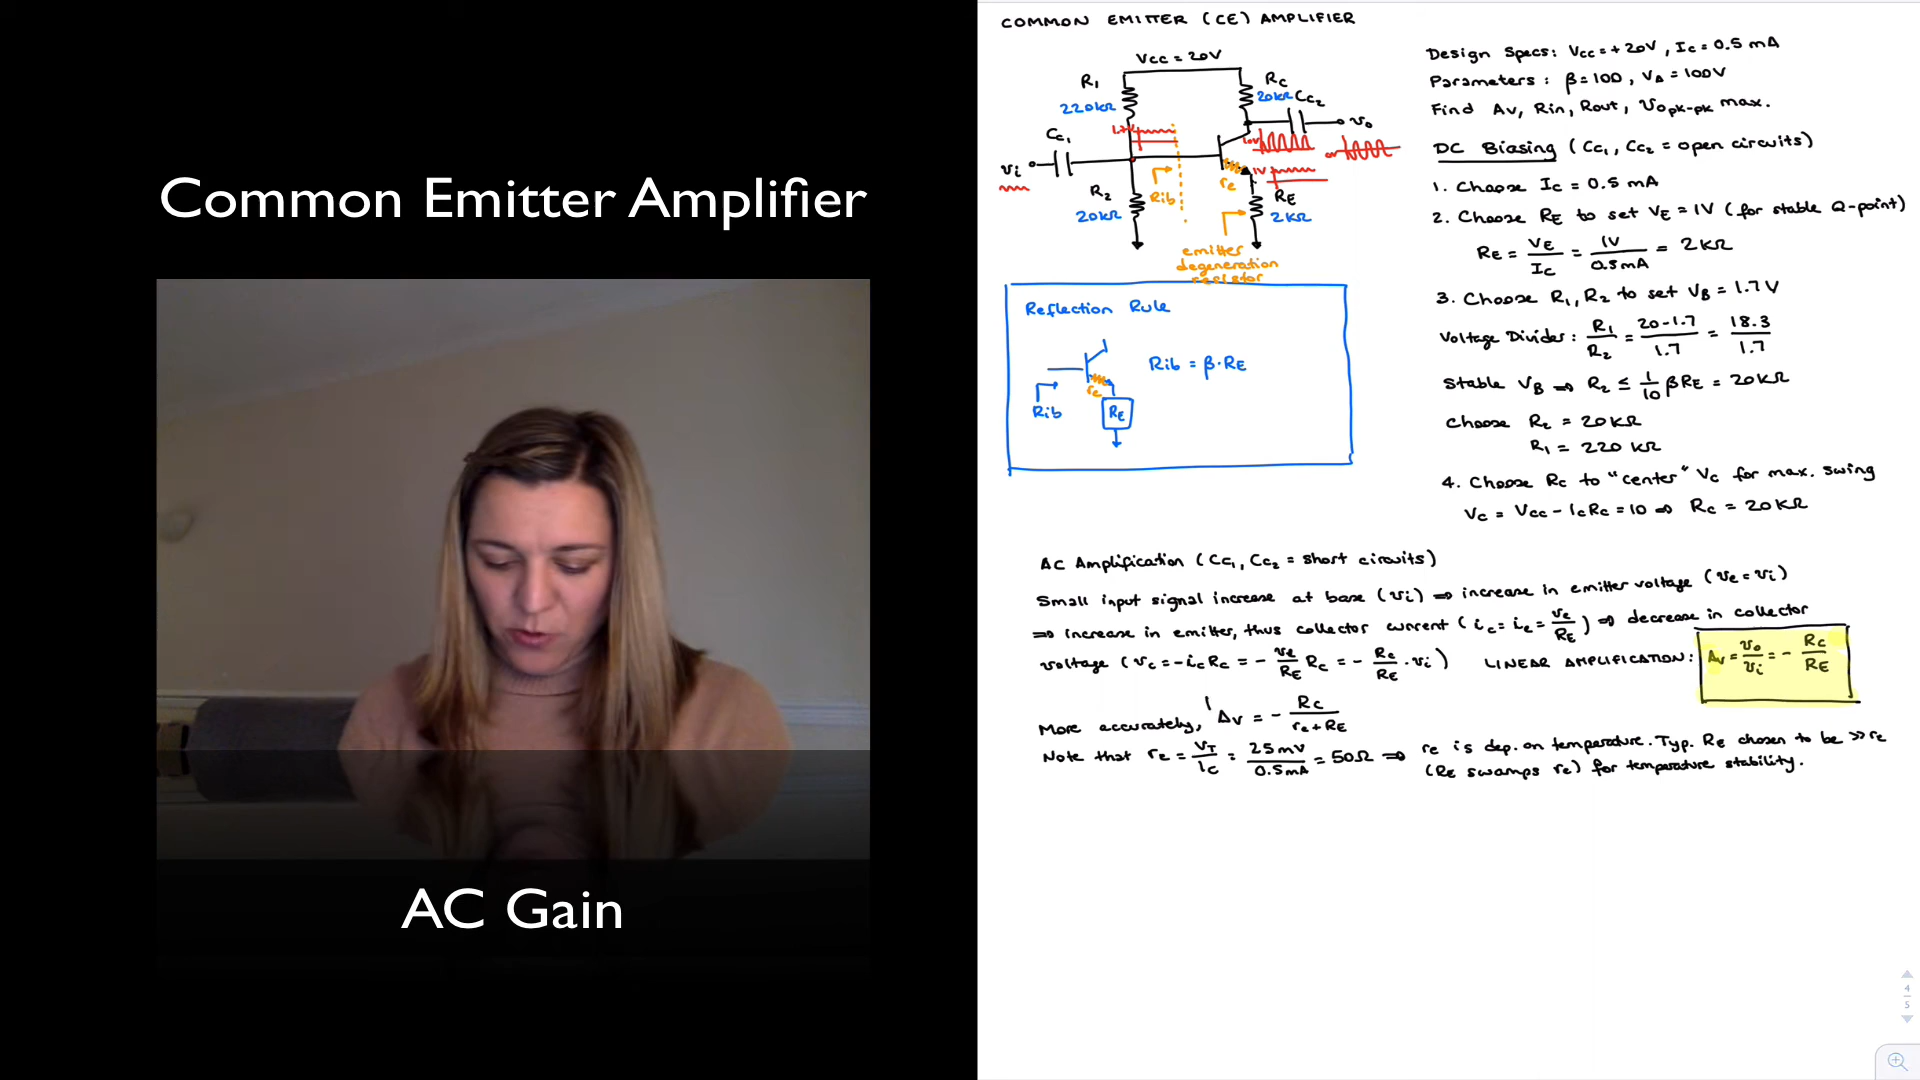 Common Emitter Amplifier
AC Gain
COMMON EMITTER (CE) AMPLIFIER
Vcc = 20V
R1
220kΩ
Rc
20kΩ
Cc2
vo
Cc1
vi
1.7V
10V
0V
1V
re
Rib
R2
20kΩ
RE
2kΩ
emitter
degeneration
resistor
Reflection Rule
Rib = β·RE
re
Rib
RE
Design Specs: Vcc = +20V, Ic = 0.5 mA
Parameters: β=100, VA = 100V
Find Av, Rin, Rout, vopk-pk max.
DC Biasing (Cc1, Cc2 = open circuits)
1. Choose Ic = 0.5 mA
2. Choose RE to set VE = 1V (for stable Q-point)
RE = VE/Ic = 1V/0.5mA = 2kΩ
3. Choose R1, R2 to set VB = 1.7V
Voltage Divider: R1/R2 = 20-1.7/1.7 = 18.3/1.7
Stable VB ⇒ R2 ≤ 1/10 βRE = 20kΩ
Choose R2 = 20kΩ
R1 = 220 kΩ
4. Choose Rc to "center" Vc for max. swing
Vc = Vcc - IcRc = 10 ⇒ Rc = 20kΩ
AC Amplification (Cc1, Cc2 = short circuits)
Small input signal increase at base (vi) ⇒ increase in emitter voltage (ve = vi)
⇒ increase in emitter, thus collector current (ic = ie = ve/RE) ⇒ decrease in collector
voltage (vc = -icRc = - ve/RE Rc = - Rc/RE · vi) LINEAR AMPLIFICATION: Av = vo/vi = - Rc/RE
More accurately, Av = - Rc/re+RE
Note that re = VT/Ic = 25mV/0.5mA = 50Ω ⇒ re is dep. on temperature. Typ. RE chosen to be >> re
(RE swamps re) for temperature stability.
4
5